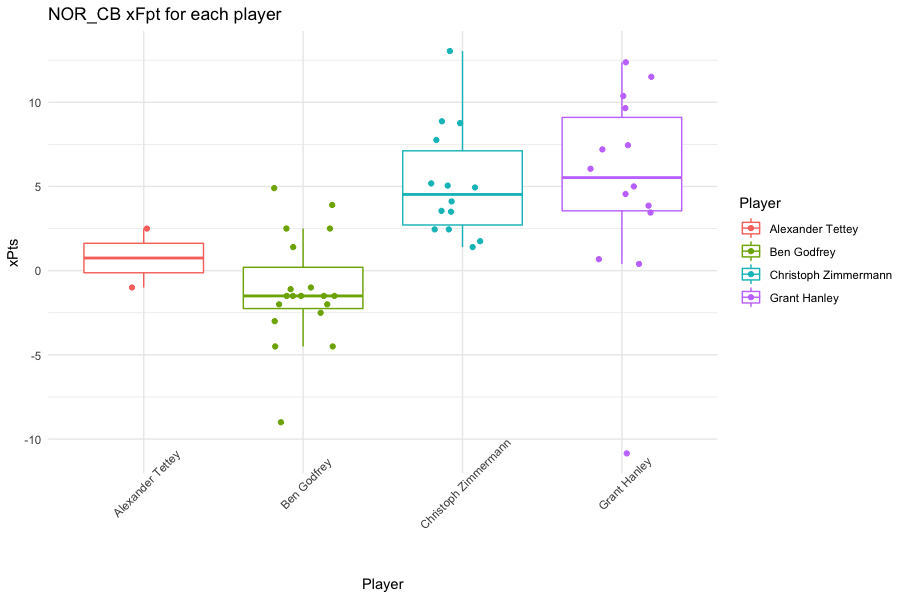 NOR_CB xFpt for each player
xPts
10
5
0
-5
-10
Alexander Tettey
Ben Godfrey
Christoph Zimmermann
Grant Hanley
Player
Player
Alexander Tettey
Ben Godfrey
Christoph Zimmermann
Grant Hanley